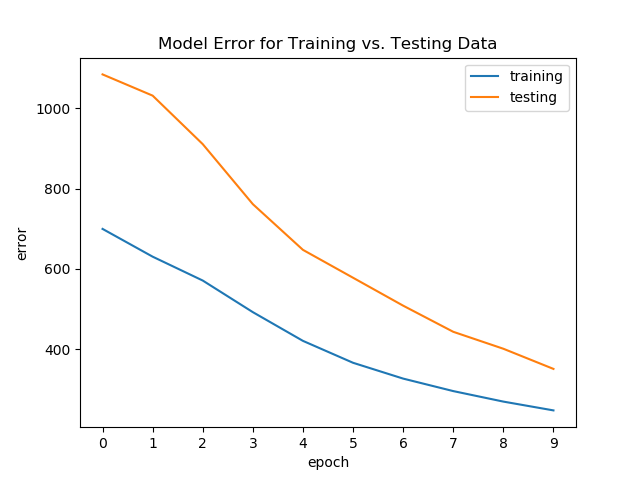 Model Error for Training vs. Testing Data
training
testing
1000
800
600
400
error
0 1 2 3 4 5 6 7 8 9
epoch